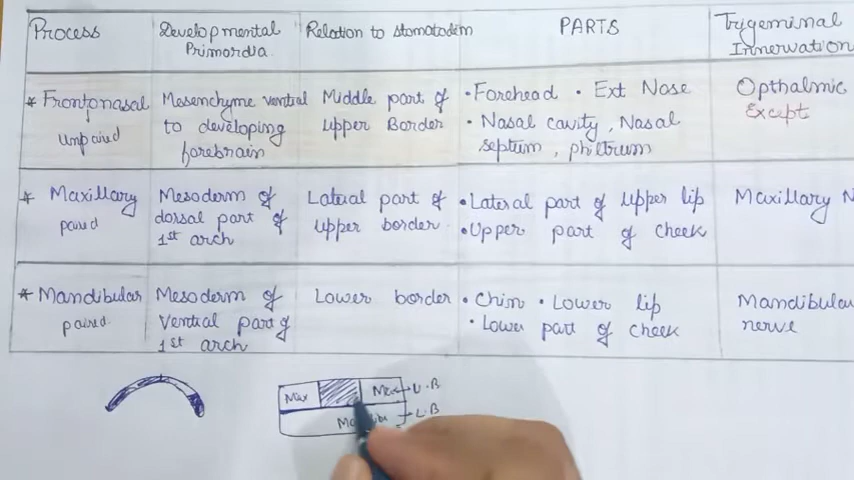 Process Developmental Primordia Relation to stomatodem PARTS Trigeminal Innervation
* Frontonasal Mesenchyme vential Middle part of • Forehead • Ext Nose Opthalmic
Unpaired to developing upper Border • Nasal cavity, Nasal Except
forebrain septum, philtrum
* Maxillary Mesoderm of Lateral part of • Lateral part of upper lip Maxillary N
paired dorsal part of upper border • Upper part of cheek
1st arch
* Mandibular Mesoderm of Lower border • Chin • Lower lip Mandibular
paired Vential part of • Lower part of cheek nerve
1st arch
Max Max U.B
L.B